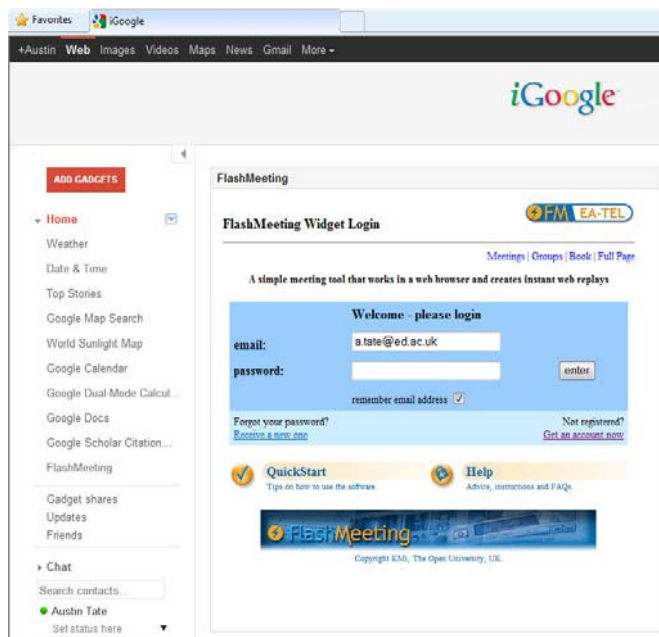 Favorites
iGoogle
+Austin Web Images Videos Maps News Gmail More
iGoogle
ADD GADGETS
Home
Weather
Date & Time
Top Stories
Google Map Search
World Sunlight Map
Google Calendar
Google Dual-Mode Calcul...
Google Docs
Google Scholar Citation...
FlashMeeting
Gadget shares
Updates
Friends
Chat
Search contacts...
Austin Tate
Set status here
FlashMeeting
FlashMeeting Widget Login
FM EA-TEL
Meetings | Groups | Book | Full Page
A simple meeting tool that works in a web browser and creates instant web replays
Welcome - please login
email:
a.tate@ed.ac.uk
password:
enter
remember email address
Forgot your password?
Receive a new one
Not registered?
Get an account now
QuickStart
Tips on how to use the software.
Help
Advice, instructions and FAQs.
FlashMeeting
Copyright KMi, The Open University, UK.